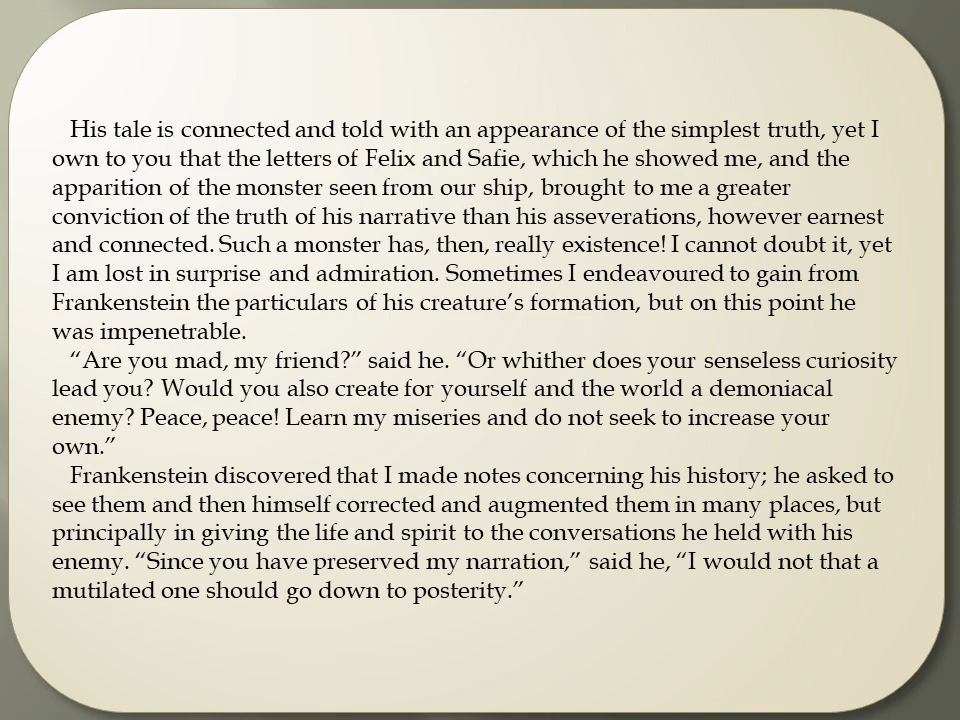 His tale is connected and told with an appearance of the simplest truth, yet I
own to you that the letters of Felix and Safie, which he showed me, and the
apparition of the monster seen from our ship, brought to me a greater
conviction of the truth of his narrative than his asseverations, however earnest
and connected. Such a monster has, then, really existence! I cannot doubt it, yet
I am lost in surprise and admiration. Sometimes I endeavoured to gain from
Frankenstein the particulars of his creature’s formation, but on this point he
was impenetrable.
“Are you mad, my friend?” said he. “Or whither does your senseless curiosity
lead you? Would you also create for yourself and the world a demoniacal
enemy? Peace, peace! Learn my miseries and do not seek to increase your
own.”
Frankenstein discovered that I made notes concerning his history; he asked to
see them and then himself corrected and augmented them in many places, but
principally in giving the life and spirit to the conversations he held with his
enemy. “Since you have preserved my narration,” said he, “I would not that a
mutilated one should go down to posterity.”